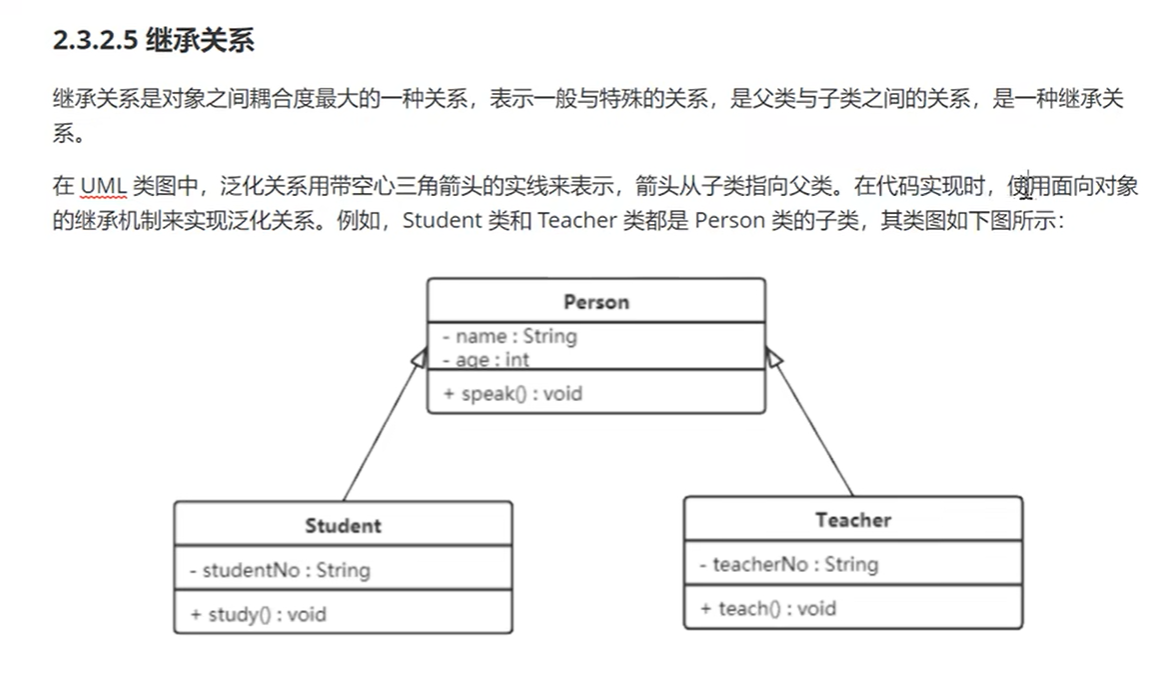 2.3.2.5 继承关系
继承关系是对象之间耦合度最大的一种关系，表示一般与特殊的关系，是父类与子类之间的关系，是一种继承关
系。
在 UML 类图中，泛化关系用带空心三角箭头的实线来表示，箭头从子类指向父类。在代码实现时，使用面向对象
的继承机制来实现泛化关系。例如，Student 类和 Teacher 类都是 Person 类的子类，其类图如下图所示：
Person
- name : String
- age : int
+ speak() : void
Student
- studentNo : String
+ study() : void
Teacher
- teacherNo : String
+ teach() : void